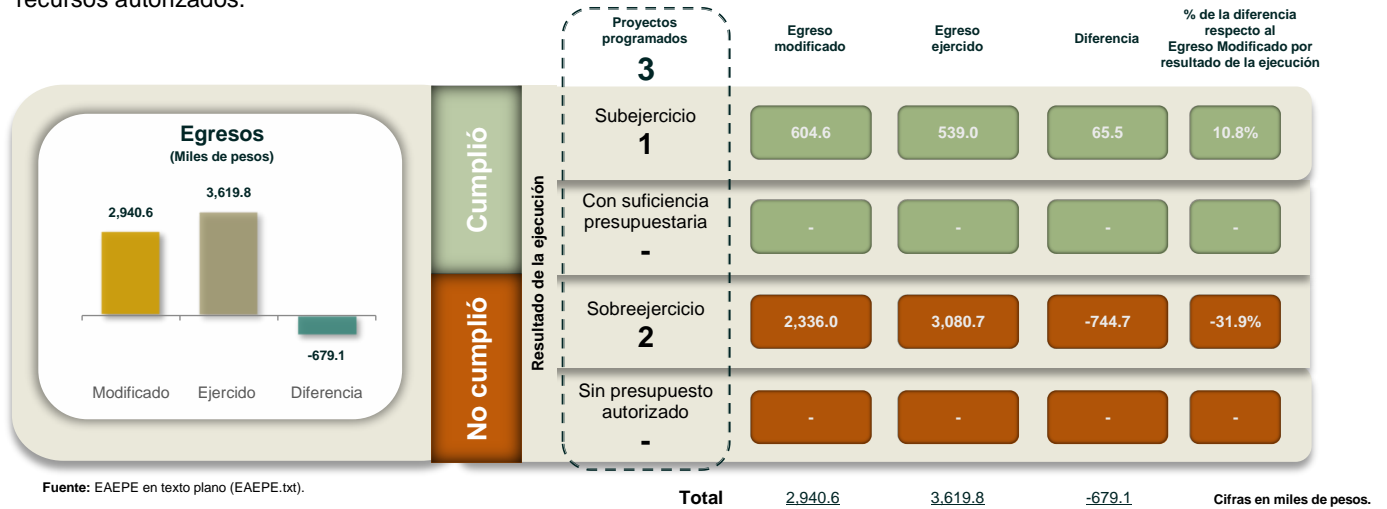 recursos autorizados.
Proyectos
programados
3
Egreso
modificado
Egreso
ejercido
Diferencia
% de la diferencia
respecto al
Egreso Modificado por
resultado de la ejecución
Egresos
(Miles de pesos)
2,940.6
3,619.8
-679.1
Modificado
Ejercido
Diferencia
Cumplió
No cumplió
Resultado de la ejecución
Subejercicio
1
604.6
539.0
65.5
10.8%
Con suficiencia
presupuestaria
-
-
-
-
-
Sobreejercicio
2
2,336.0
3,080.7
-744.7
-31.9%
Sin presupuesto
autorizado
-
-
-
-
-
Fuente: EAEPE en texto plano (EAEPE.txt).
Total
2,940.6
3,619.8
-679.1
Cifras en miles de pesos.